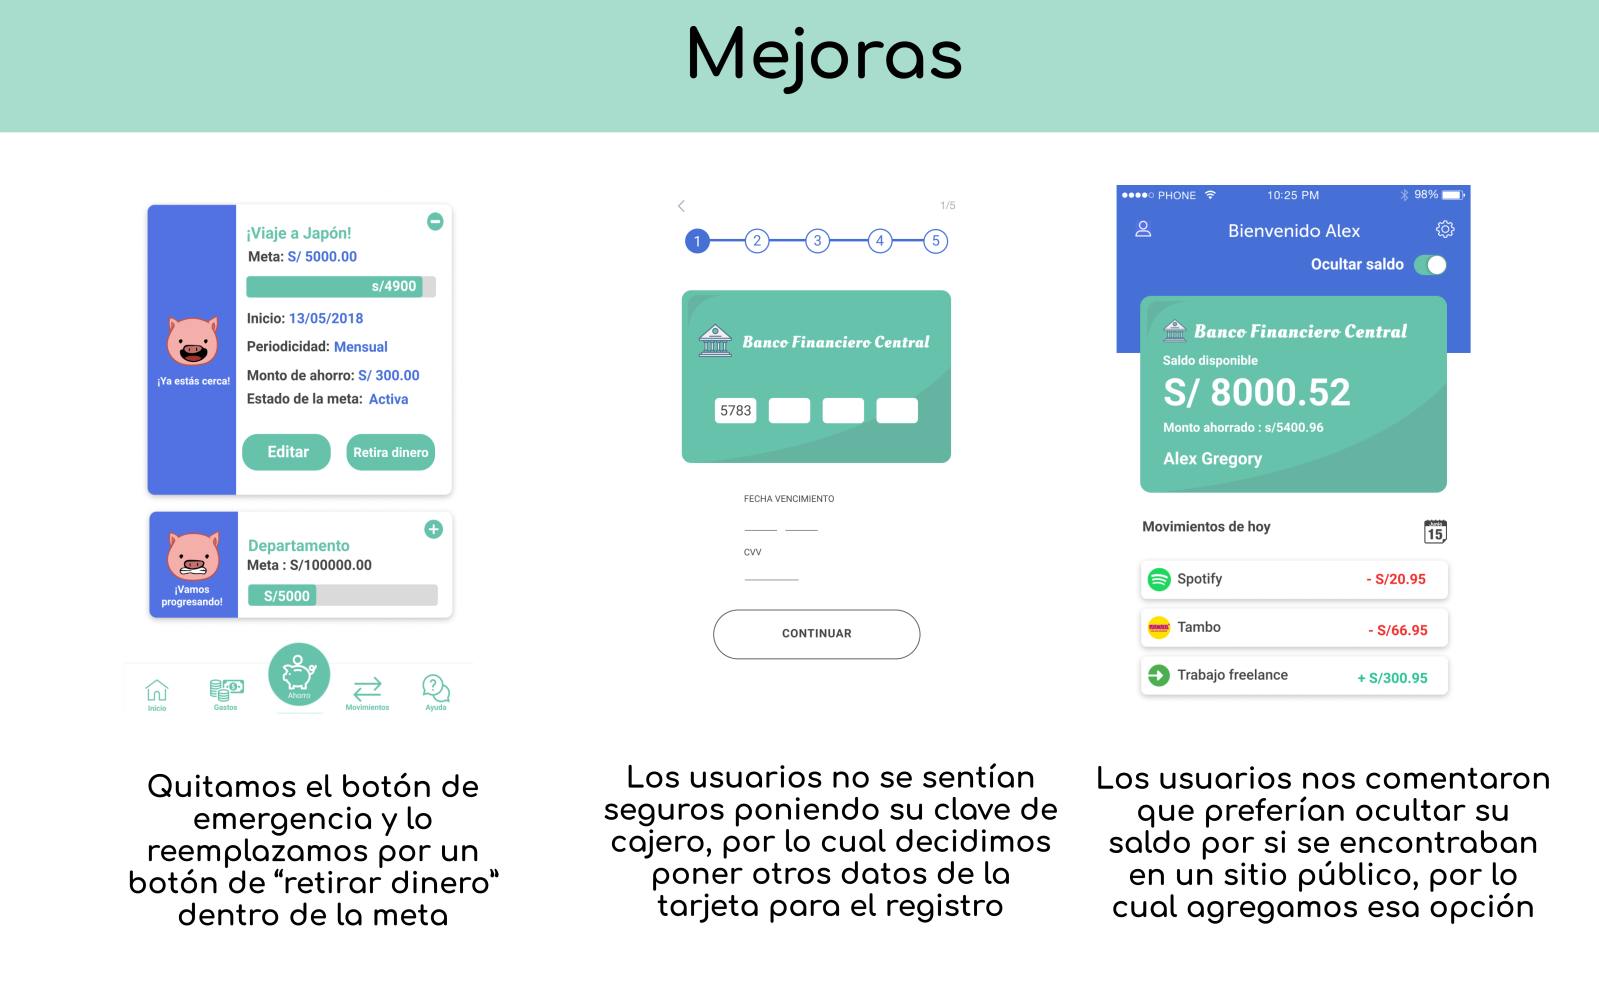 Mejoras
¡Viaje a Japón!
Meta: S/ 5000.00
s/4900
Inicio: 13/05/2018
Periodicidad: Mensual
Monto de ahorro: S/ 300.00
Estado de la meta: Activa
¡Ya estás cerca!
Editar
Retira dinero
Departamento
Meta : S/100000.00
S/5000
¡Vamos
progresando!
Inicio
Gastos
Ahorro
Movimientos
Ayuda
Quitamos el botón de
emergencia y lo
reemplazamos por un
botón de “retirar dinero”
dentro de la meta
1/5
1 2 3 4 5
Banco Financiero Central
5783
FECHA VENCIMIENTO
CVV
CONTINUAR
Los usuarios no se sentían
seguros poniendo su clave de
cajero, por lo cual decidimos
poner otros datos de la
tarjeta para el registro
PHONE 10:25 PM 98%
Bienvenido Alex
Ocultar saldo
Banco Financiero Central
Saldo disponible
S/ 8000.52
Monto ahorrado : s/5400.96
Alex Gregory
Movimientos de hoy
15
Spotify - S/20.95
Tambo - S/66.95
Trabajo freelance + S/300.95
Los usuarios nos comentaron
que preferían ocultar su
saldo por si se encontraban
en un sitio público, por lo
cual agregamos esa opción